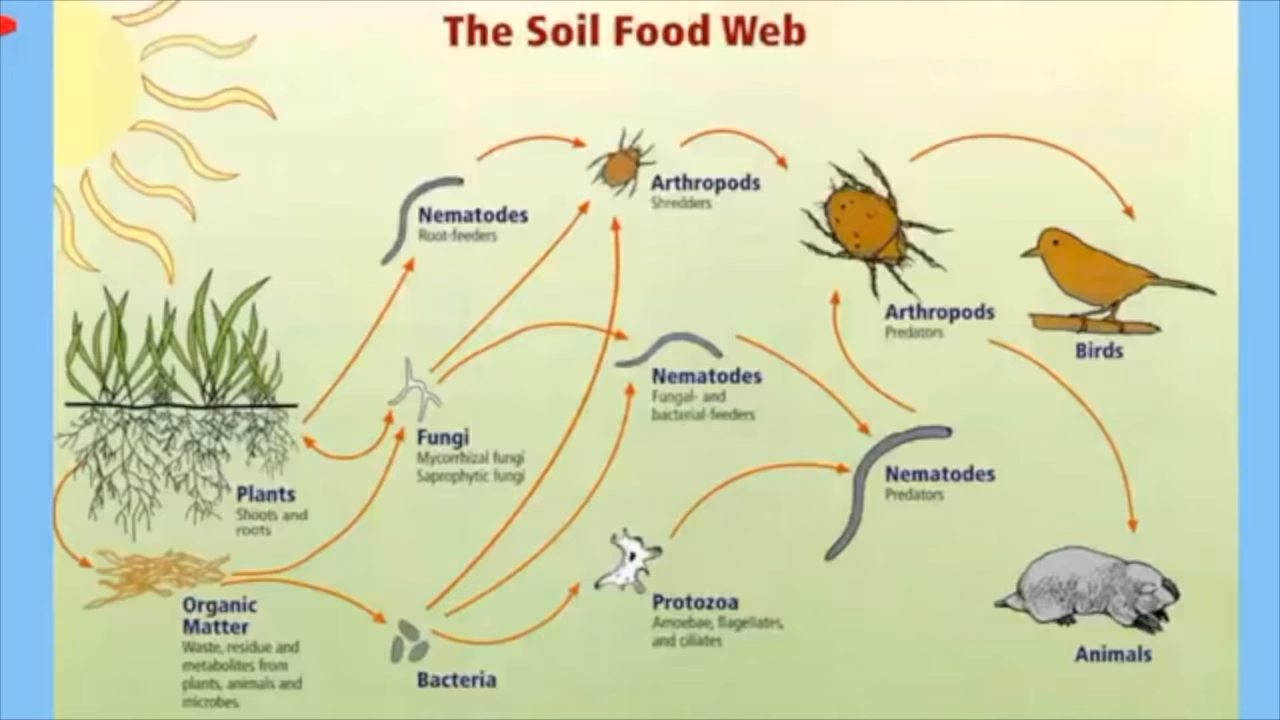 The Soil Food Web
Arthropods
Shredders
Nematodes
Root-feeders
Arthropods
Predators
Birds
Nematodes
Fungal- and
bacterial-feeders
Fungi
Mycorrhizal fungi
Saprophytic fungi
Nematodes
Predators
Plants
Shoots and
roots
Organic
Matter
Waste, residue and
metabolites from
plants, animals and
microbes.
Protozoa
Amoebae, flagellates,
and ciliates
Bacteria
Animals